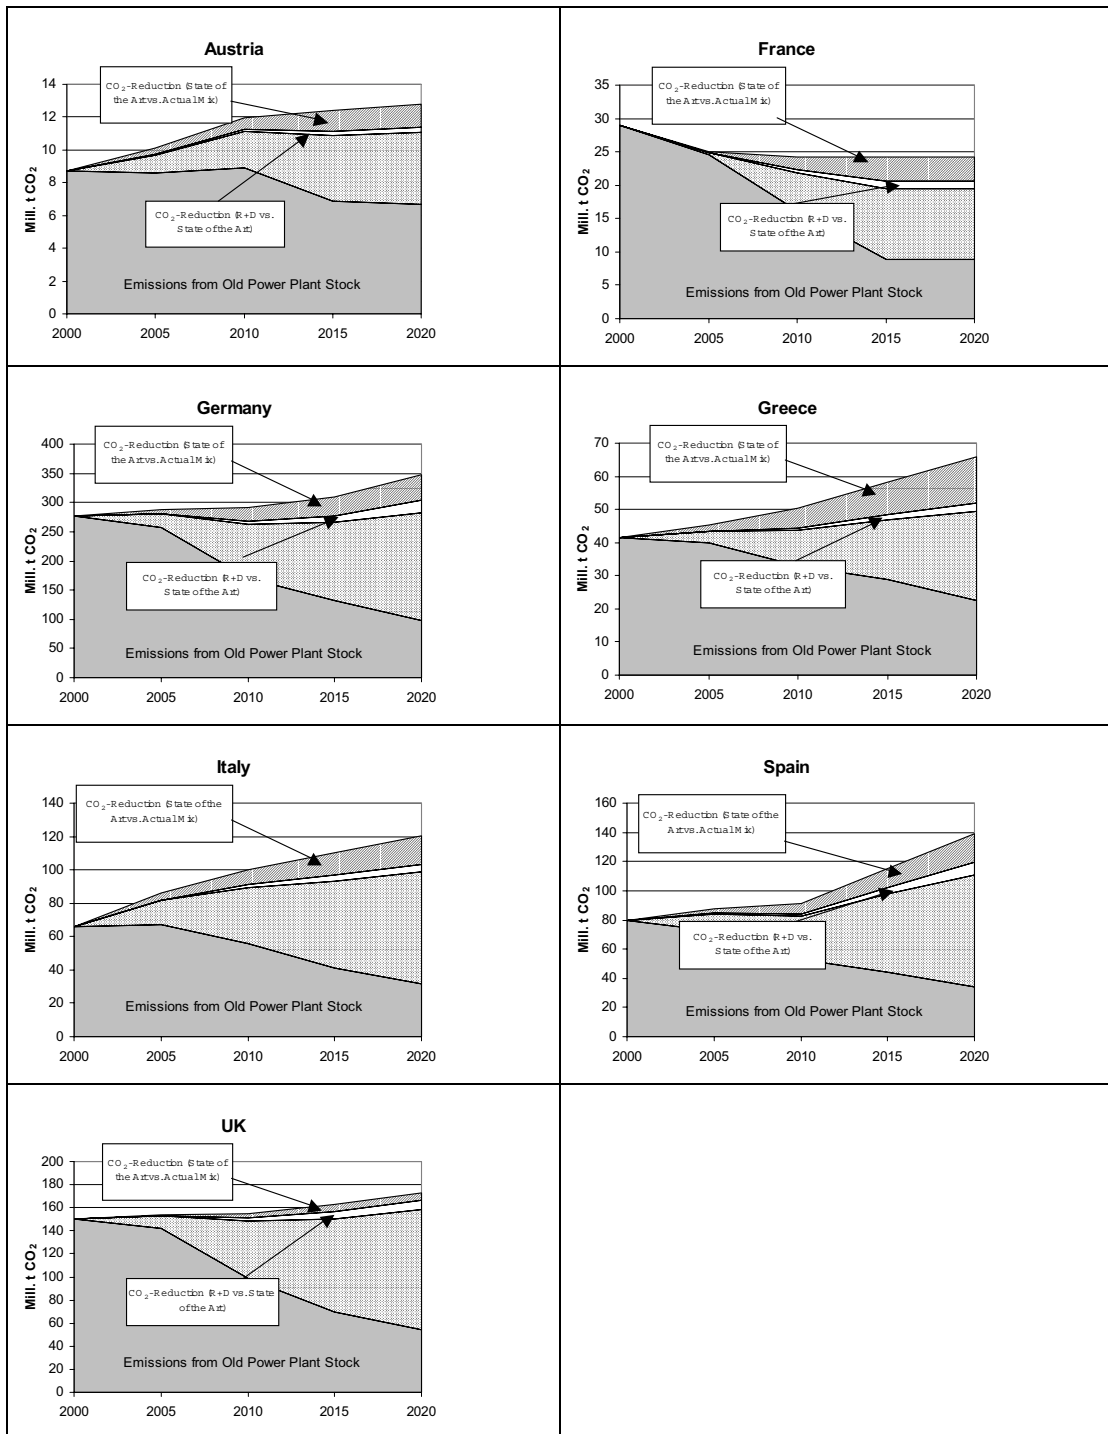 Austria
CO2-Reduction (State of
the Art vs. Actual Mix)
CO2-Reduction (R+D vs.
State of the Art)
Emissions from Old Power Plant Stock
Mill. t CO2
14
12
10
8
6
4
2
0
2000 2005 2010 2015 2020
France
CO2-Reduction (State of
the Art vs. Actual Mix)
CO2-Reduction (R+D vs.
State of the Art)
Emissions from Old Power Plant Stock
Mill. t CO2
35
30
25
20
15
10
5
0
2000 2005 2010 2015 2020
Germany
CO2-Reduction (State of
the Art vs. Actual Mix)
CO2-Reduction (R+D vs.
State of the Art)
Emissions from Old Power Plant Stock
Mill. t CO2
400
350
300
250
200
150
100
50
0
2000 2005 2010 2015 2020
Greece
CO2-Reduction (State of
the Art vs. Actual Mix)
CO2-Reduction (R+D vs.
State of the Art)
Emissions from Old Power Plant Stock
Mill. t CO2
70
60
50
40
30
20
10
0
2000 2005 2010 2015 2020
Italy
CO2-Reduction (State of the
Art vs. Actual Mix)
Emissions from Old Power Plant Stock
Mill. t CO2
140
120
100
80
60
40
20
0
2000 2005 2010 2015 2020
Spain
CO2-Reduction (State of the
Art vs. Actual Mix)
CO2-Reduction (R+D vs.
State of the Art)
Emissions from Old Power Plant Stock
Mill. t CO2
160
140
120
100
80
60
40
20
0
2000 2005 2010 2015 2020
UK
CO2-Reduction (State of
the Art vs. Actual Mix)
CO2-Reduction (R+D vs. State
of the Art)
Emissions from Old Power Plant Stock
Mill. t CO2
200
180
160
140
120
100
80
60
40
20
0
2000 2005 2010 2015 2020